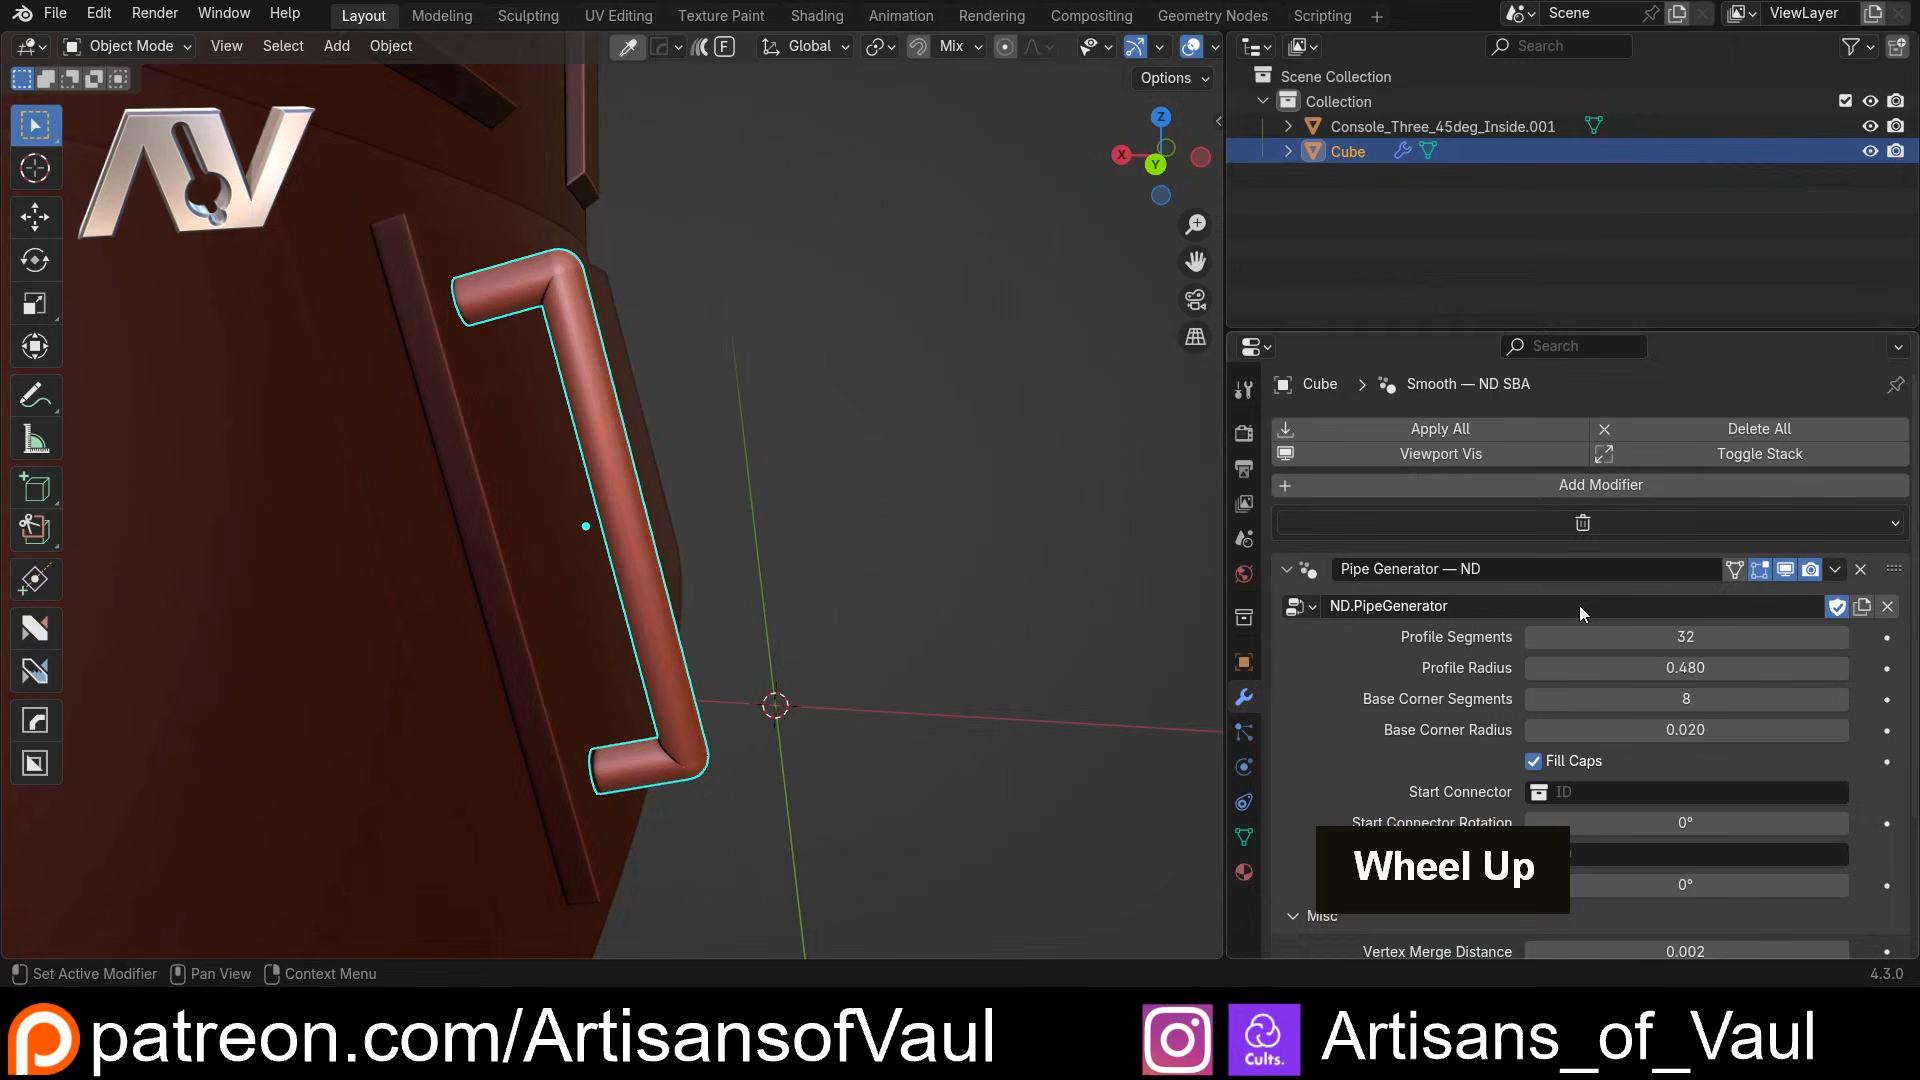 File Edit Render Window Help Layout Modeling Sculpting UV Editing Texture Paint Shading Animation Rendering Compositing Geometry Nodes Scripting + Scene ViewLayer
Object Mode View Select Add Object F Global Mix Search
Options
Scene Collection
Collection
Console_Three_45deg_Inside.001
Cube
Z
X
Y
Search
Cube Smooth — ND SBA
Apply All Delete All
Viewport Vis Toggle Stack
Add Modifier
Pipe Generator — ND
ND.PipeGenerator
Profile Segments 32
Profile Radius 0.480
Base Corner Segments 8
Base Corner Radius 0.020
Fill Caps
Start Connector ID
Start Connector Rotation 0°
Wheel Up
0°
Misc
Vertex Merge Distance 0.002
Set Active Modifier Pan View Context Menu 4.3.0
patreon.com/ArtisansofVaul Cults. Artisans_of_Vaul